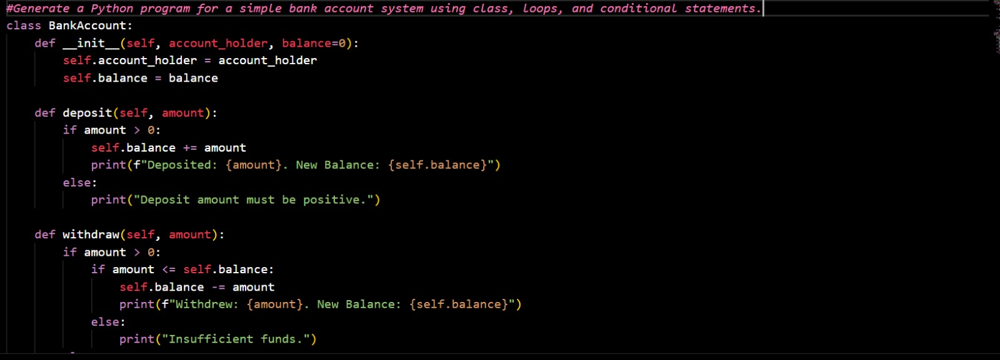 #Generate a Python program for a simple bank account system using class, loops, and conditional statements.
class BankAccount:
    def __init__(self, account_holder, balance=0):
        self.account_holder = account_holder
        self.balance = balance

    def deposit(self, amount):
        if amount > 0:
            self.balance += amount
            print(f"Deposited: {amount}. New Balance: {self.balance}")
        else:
            print("Deposit amount must be positive.")

    def withdraw(self, amount):
        if amount > 0:
            if amount <= self.balance:
                self.balance -= amount
                print(f"Withdrew: {amount}. New Balance: {self.balance}")
            else:
                print("Insufficient funds.")